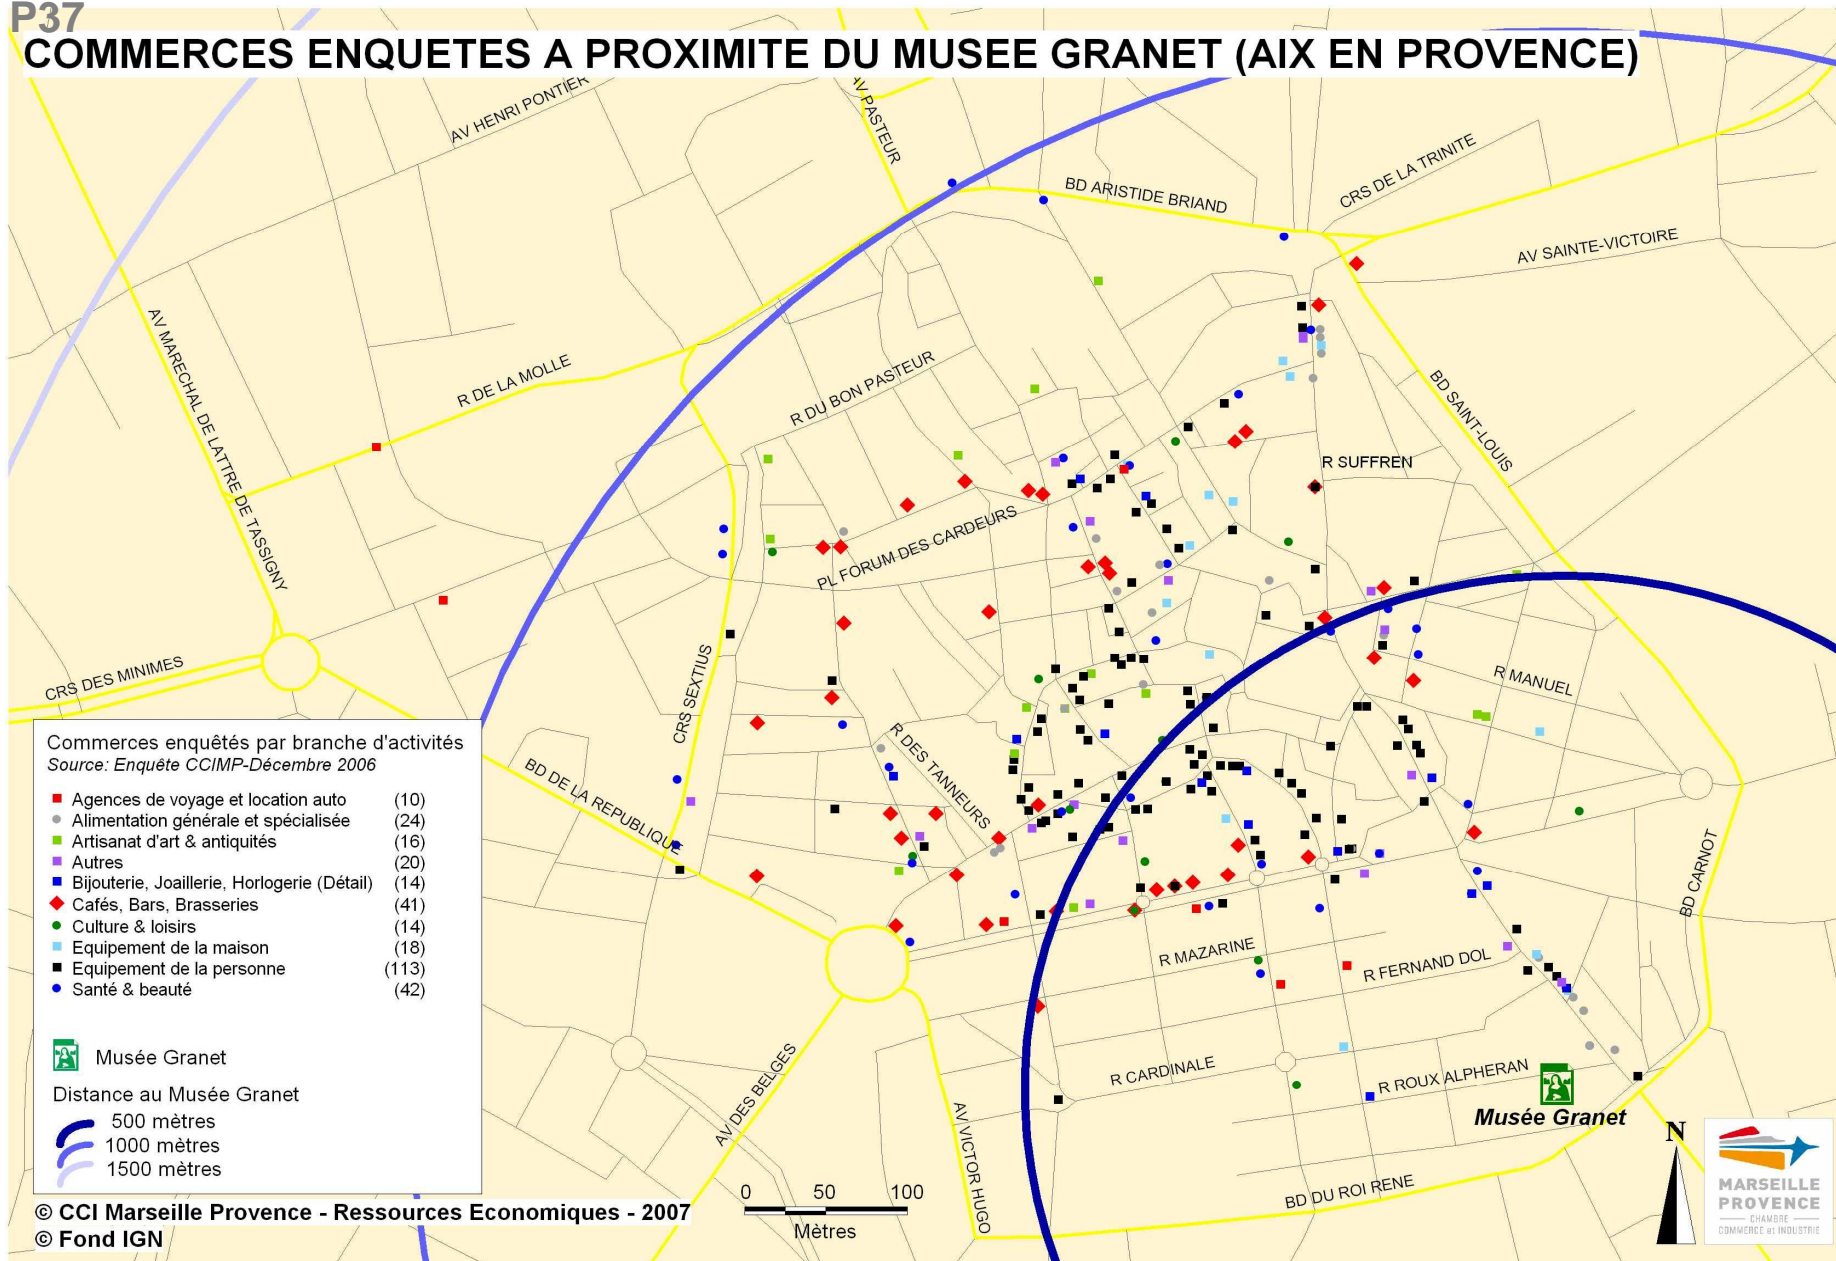 P37
COMMERCES ENQUETES A PROXIMITE DU MUSEE GRANET (AIX EN PROVENCE)
AV HENRI PONTIER
AV PASTEUR
BD ARISTIDE BRIAND
CRS DE LA TRINITE
AV SAINTE-VICTOIRE
AV MARECHAL DE LATTRE DE TASSIGNY
R DE LA MOLLE
R DU BON PASTEUR
BD SAINT-LOUIS
R SUFFREN
PL FORUM DES CARDEURS
CRS DES MINIMES
CRS SEXTIUS
R MANUEL
R DES TANNEURS
BD DE LA REPUBLIQUE
BD CARNOT
R MAZARINE
R FERNAND DOL
R CARDINALE
R ROUX ALPHERAN
AV DES BELGES
AV VICTOR HUGO
BD DU ROI RENE
Musée Granet
N
Commerces enquêtés par branche d'activités
Source: Enquête CCIMP-Décembre 2006
Agences de voyage et location auto (10)
Alimentation générale et spécialisée (24)
Artisanat d'art & antiquités (16)
Autres (20)
Bijouterie, Joaillerie, Horlogerie (Détail) (14)
Cafés, Bars, Brasseries (41)
Culture & loisirs (14)
Equipement de la maison (18)
Equipement de la personne (113)
Santé & beauté (42)
Musée Granet
Distance au Musée Granet
500 mètres
1000 mètres
1500 mètres
© CCI Marseille Provence - Ressources Economiques - 2007
© Fond IGN
0 50 100
Mètres
MARSEILLE
PROVENCE
CHAMBRE
COMMERCE et INDUSTRIE